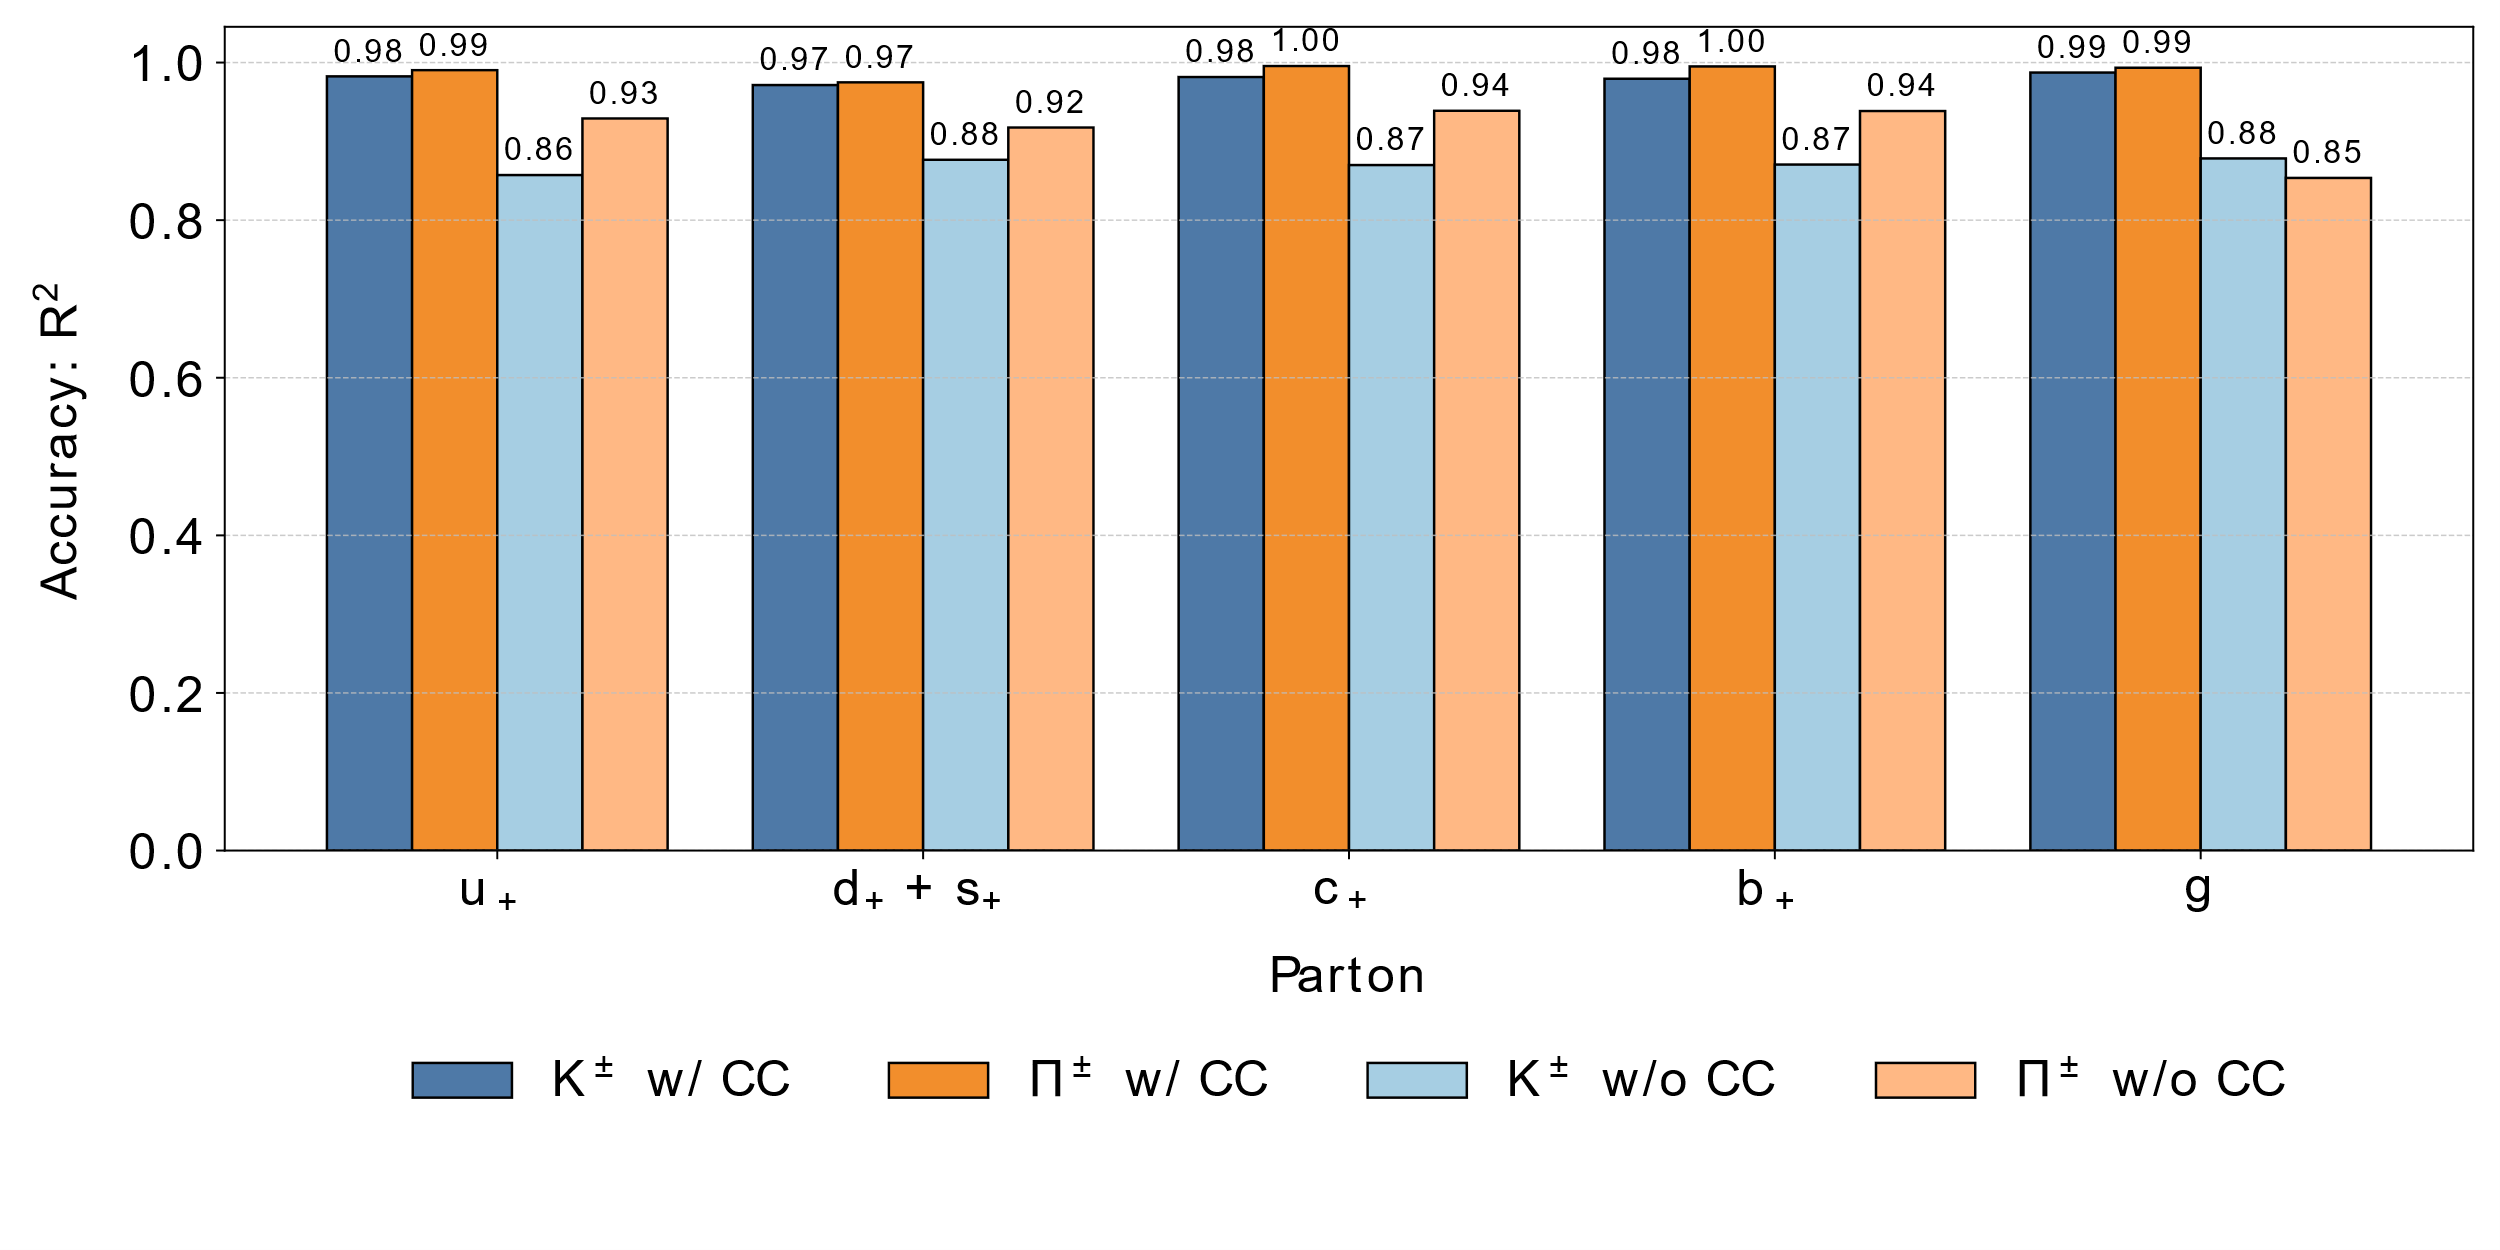 1.0
0.8
0.6
0.4
0.2
0.0
Accuracy: R²
0.98 0.99 0.86 0.93
0.97 0.97 0.88 0.92
0.98 1.00 0.87 0.94
0.98 1.00 0.87 0.94
0.99 0.99 0.88 0.85
u₊ d₊ + s₊ c₊ b₊ g
Parton
K± w/ CC Π± w/ CC K± w/o CC Π± w/o CC